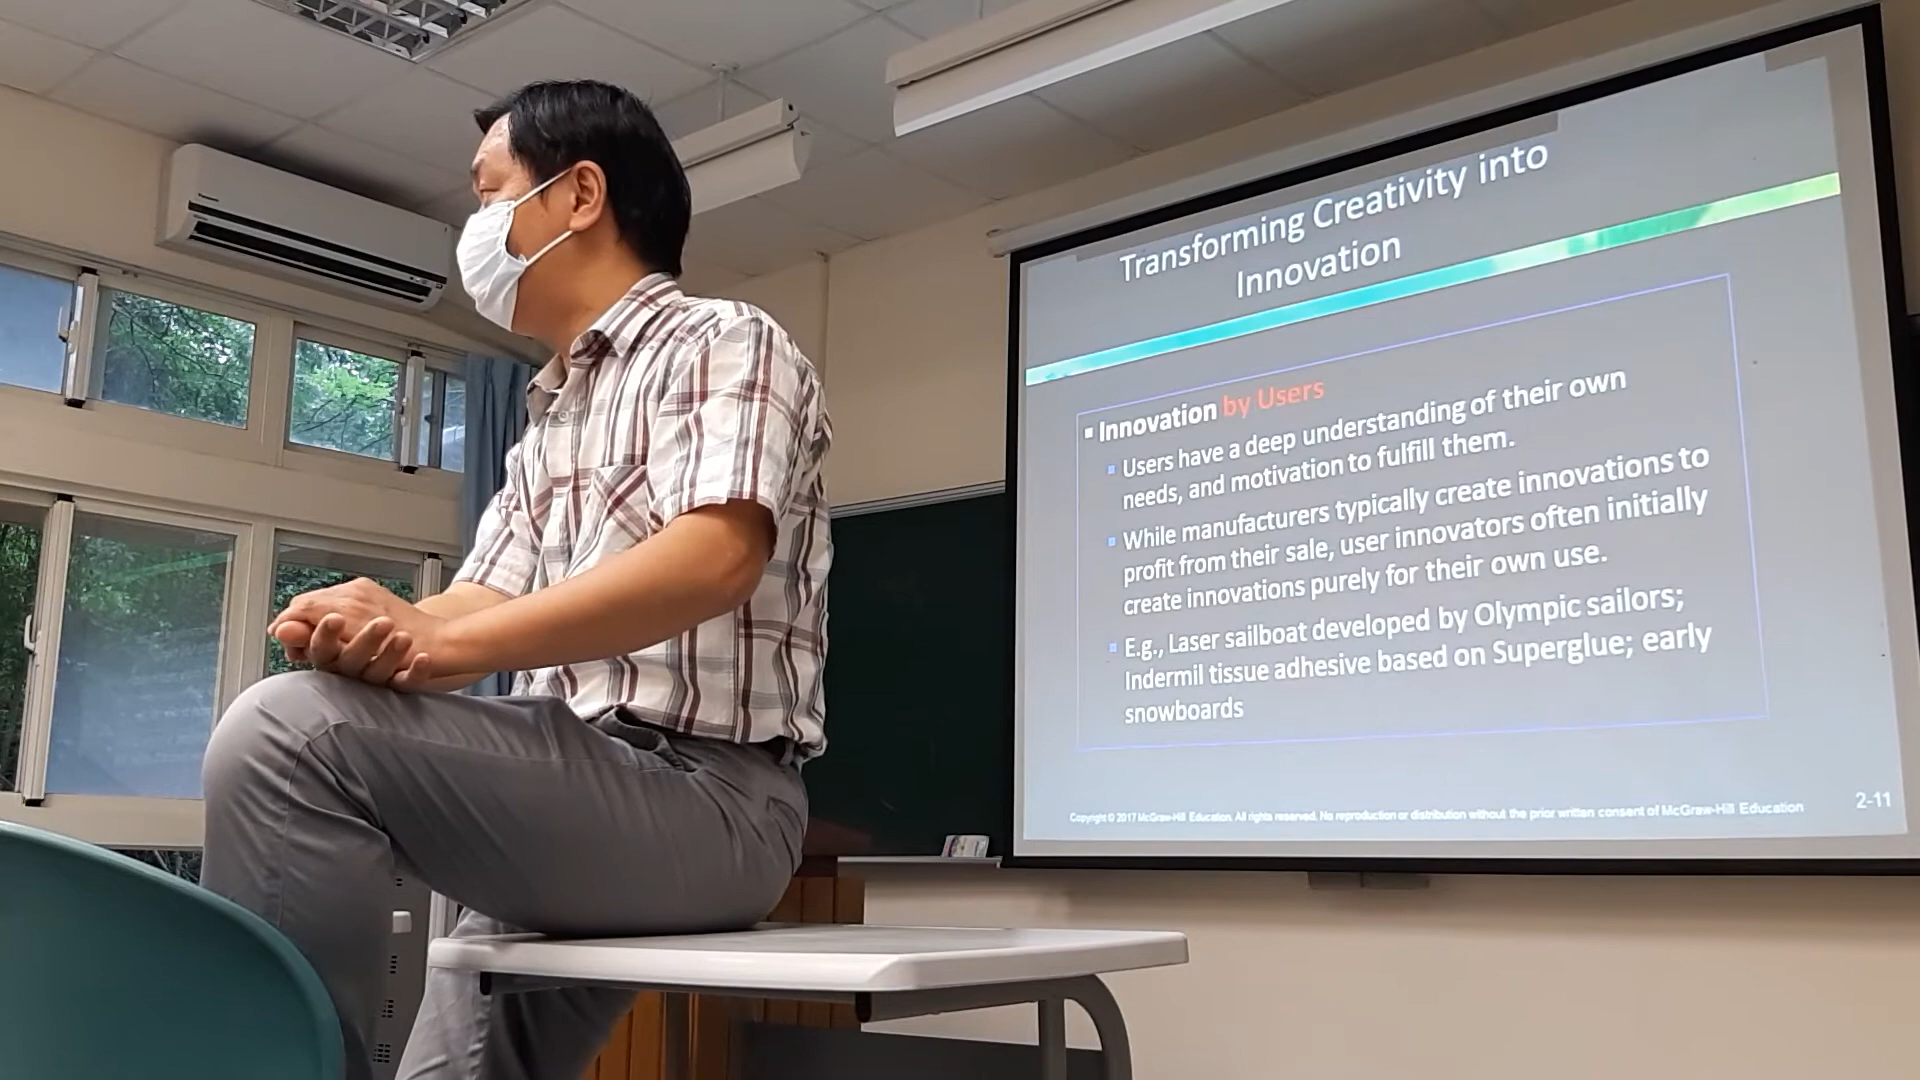 Transforming Creativity into
Innovation
▪ Innovation by Users
▪ Users have a deep understanding of their own
needs, and motivation to fulfill them.
▪ While manufacturers typically create innovations to
profit from their sale, user innovators often initially
create innovations purely for their own use.
▪ E.g., Laser sailboat developed by Olympic sailors;
Indermil tissue adhesive based on Superglue; early
snowboards
Copyright © 2017 McGraw-Hill Education. All rights reserved. No reproduction or distribution without the prior written consent of McGraw-Hill Education
2-11